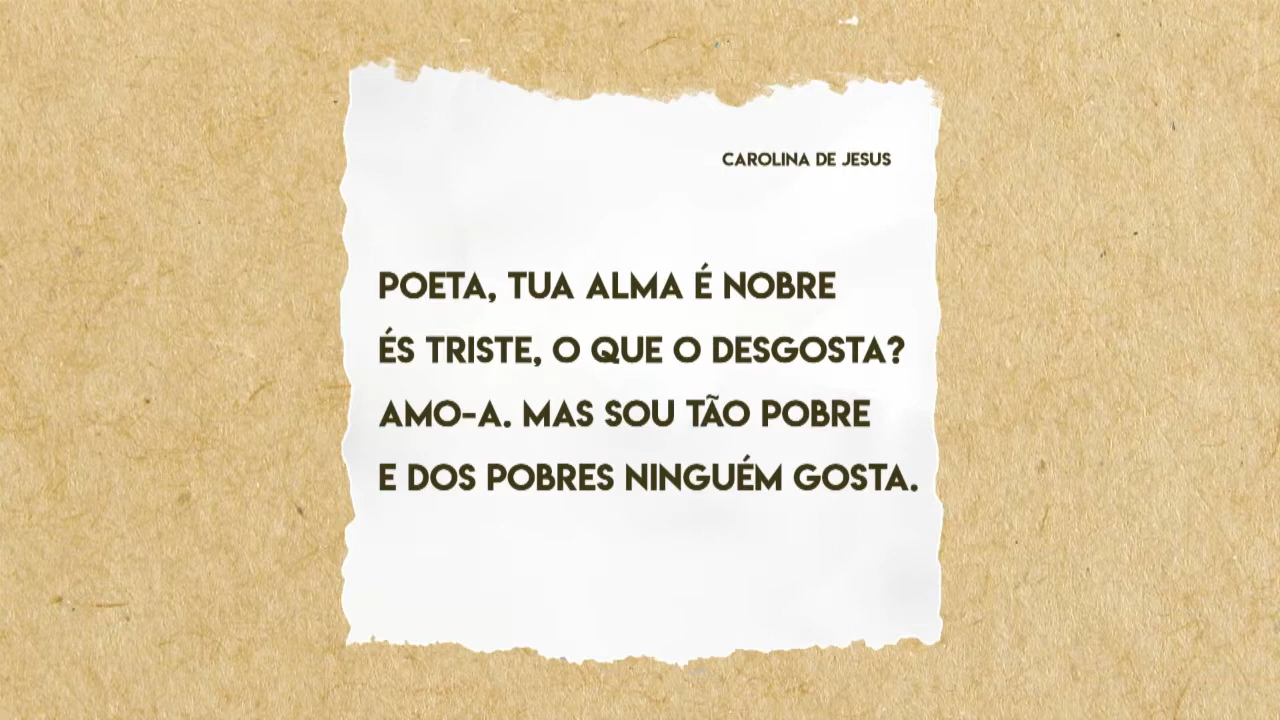 CAROLINA DE JESUS
POETA, TUA ALMA É NOBRE
ÉS TRISTE, O QUE O DESGOSTA?
AMO-A. MAS SOU TÃO POBRE
E DOS POBRES NINGUÉM GOSTA.